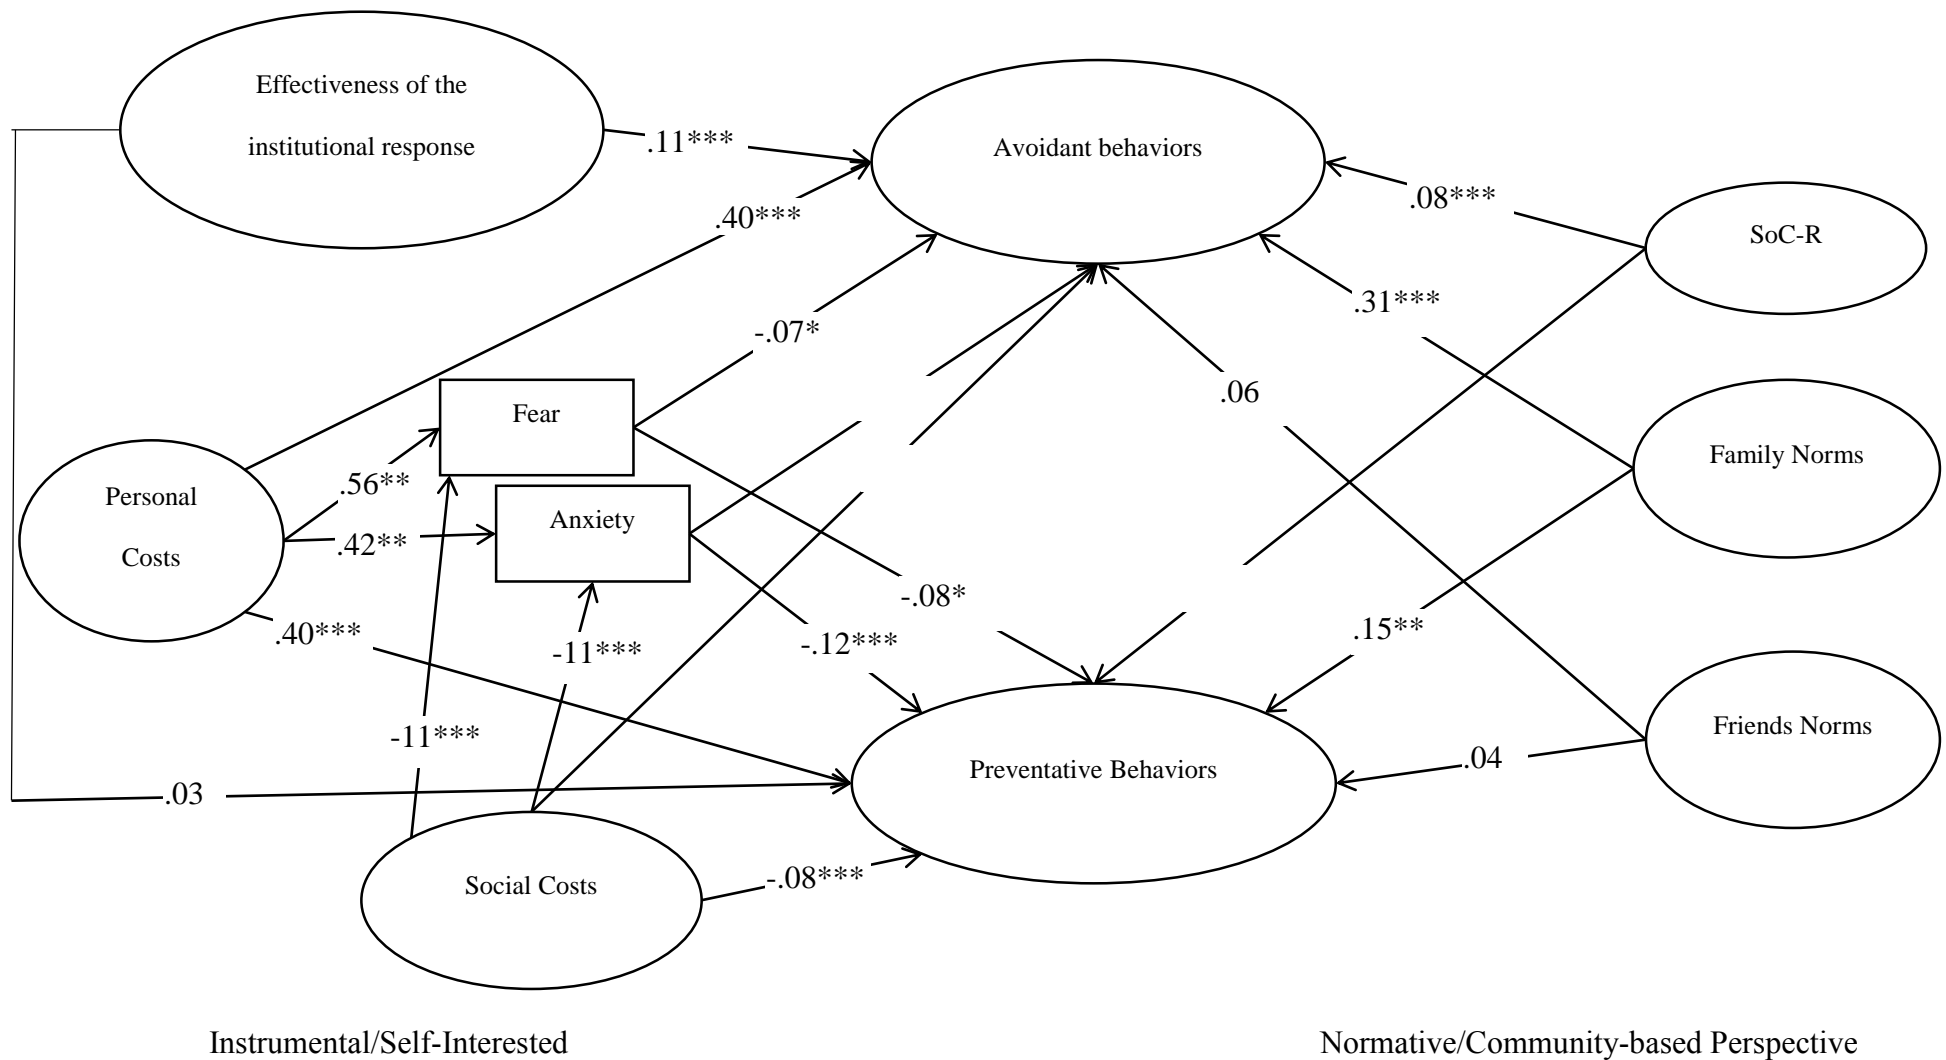 Effectiveness of the
institutional response
Avoidant behaviors
.11***
.40***
.08***
SoC-R
.31***
-.07*
.06
Fear
Family Norms
.56**
Personal
Costs
Anxiety
.42**
-.08*
.40***
-11***
-.12***
.15**
-11***
Friends Norms
Preventative Behaviors
.04
.03
Social Costs
-.08***
Instrumental/Self-Interested
Normative/Community-based Perspective